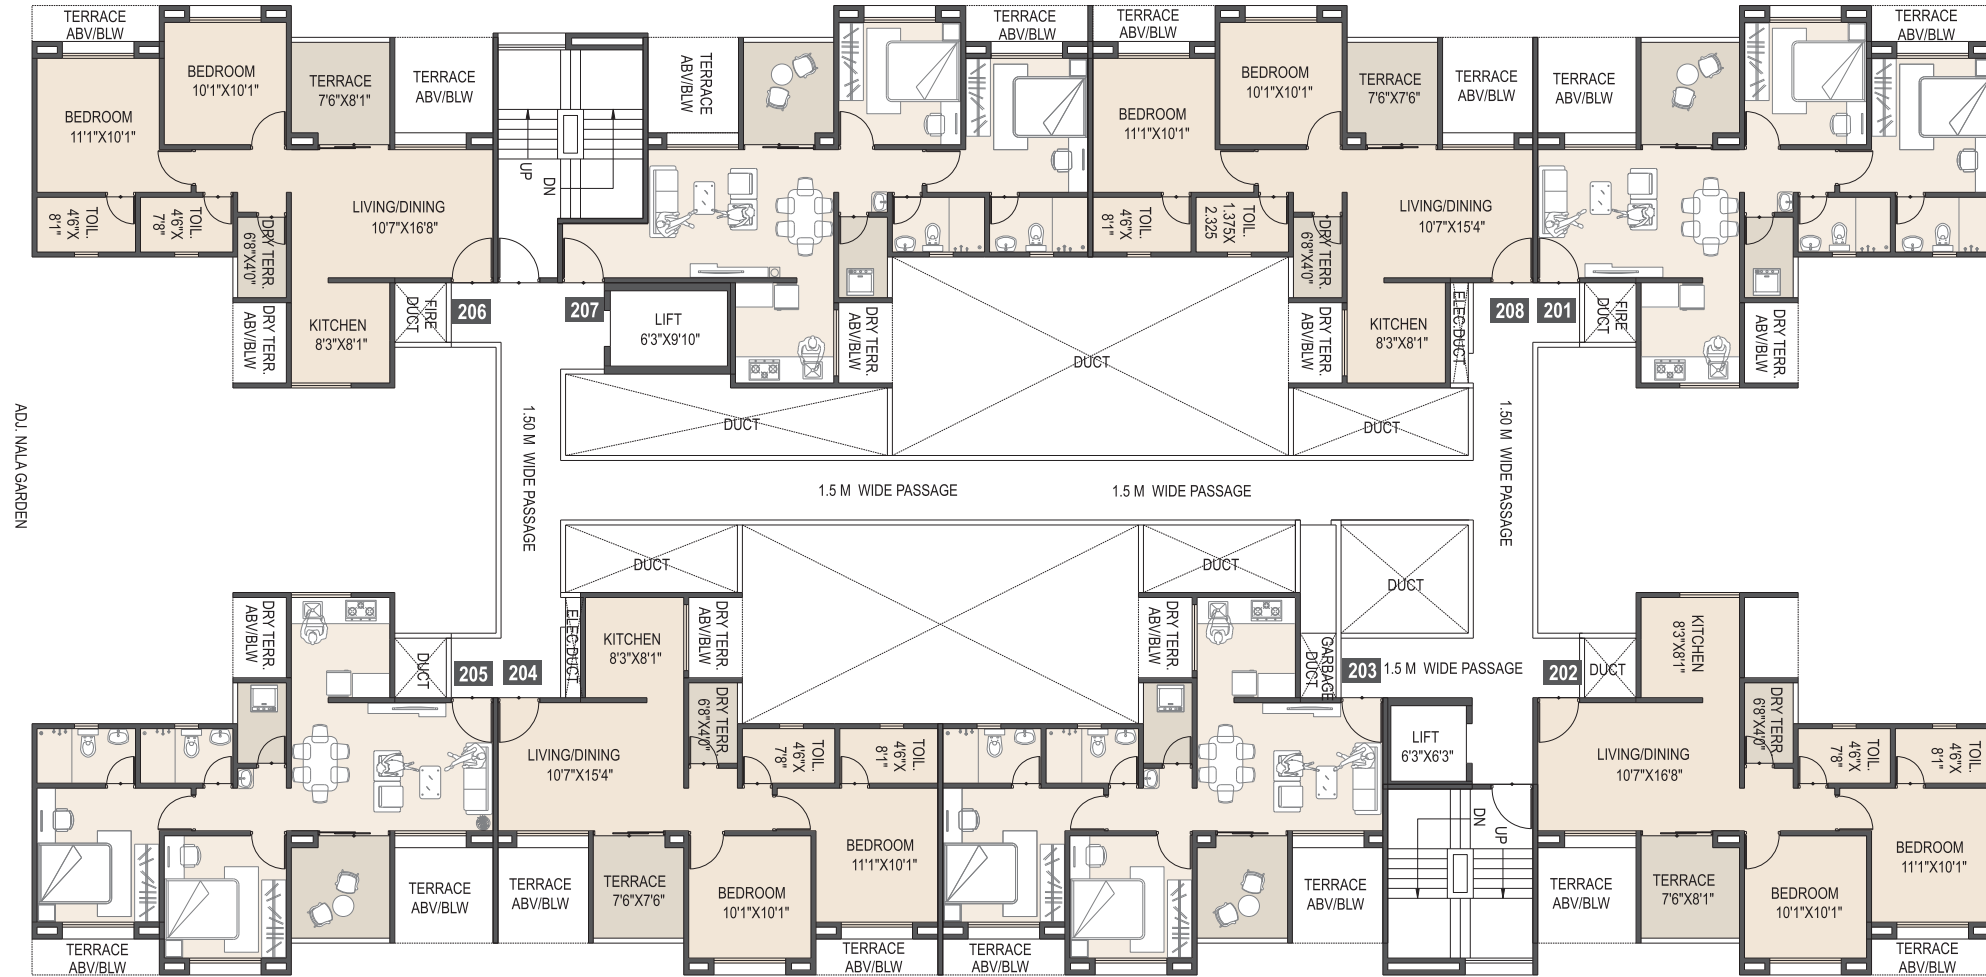 TERRACE
ABV/BLW
BEDROOM
10'1"X10'1"
TERRACE
7'6"X8'1"
TERRACE
ABV/BLW
BEDROOM
11'1"X10'1"
TOIL.
4'6"X
8'1"
TOIL.
4'6"X
7'8"
DRY TERR.
6'8"X4'0"
LIVING/DINING
10'7"X16'8"
DRY TERR.
ABV/BLW
KITCHEN
8'3"X8'1"
FIRE
DUCT
206
UP
DN
207
LIFT
6'3"X9'10"
TERRACE
ABV/BLW
TERRACE
ABV/BLW
DRY TERR.
ABV/BLW
DUCT
DUCT
TERRACE
ABV/BLW
BEDROOM
10'1"X10'1"
TERRACE
7'6"X7'6"
TERRACE
ABV/BLW
BEDROOM
11'1"X10'1"
TOIL.
4'6"X
8'1"
TOIL.
1.375X
2.325
DRY TERR.
6'8"X4'0"
LIVING/DINING
10'7"X15'4"
DRY TERR.
ABV/BLW
KITCHEN
8'3"X8'1"
ELEC.DUCT
DUCT
208
201
FIRE
DUCT
TERRACE
ABV/BLW
TERRACE
ABV/BLW
DRY TERR.
ABV/BLW
ADJ. NALA GARDEN
1.50 M WIDE PASSAGE
1.5 M WIDE PASSAGE
1.5 M WIDE PASSAGE
1.50 M WIDE PASSAGE
DRY TERR.
ABV/BLW
DUCT
205
204
ELEC.DUCT
DUCT
KITCHEN
8'3"X8'1"
DRY TERR.
ABV/BLW
DRY TERR
6'8"X4'0"
LIVING/DINING
10'7"X15'4"
TOIL.
4'6"X
7'8"
TOIL.
4'6"X
8'1"
BEDROOM
11'1"X10'1"
BEDROOM
10'1"X10'1"
TERRACE
7'6"X7'6"
TERRACE
ABV/BLW
TERRACE
ABV/BLW
TERRACE
ABV/BLW
TERRACE
ABV/BLW
DUCT
DRY TERR.
ABV/BLW
GARBAGE
DUCT
DUCT
203
1.5 M WIDE PASSAGE
202
DUCT
LIFT
6'3"X6'3"
DN
UP
TERRACE
ABV/BLW
TERRACE
ABV/BLW
KITCHEN
8'3"X8'1"
DRY TERR
6'8"X4'0"
LIVING/DINING
10'7"X16'8"
TOIL.
4'6"X
7'8"
TOIL.
4'6"X
8'1"
BEDROOM
11'1"X10'1"
BEDROOM
10'1"X10'1"
TERRACE
7'6"X8'1"
TERRACE
ABV/BLW
TERRACE
ABV/BLW